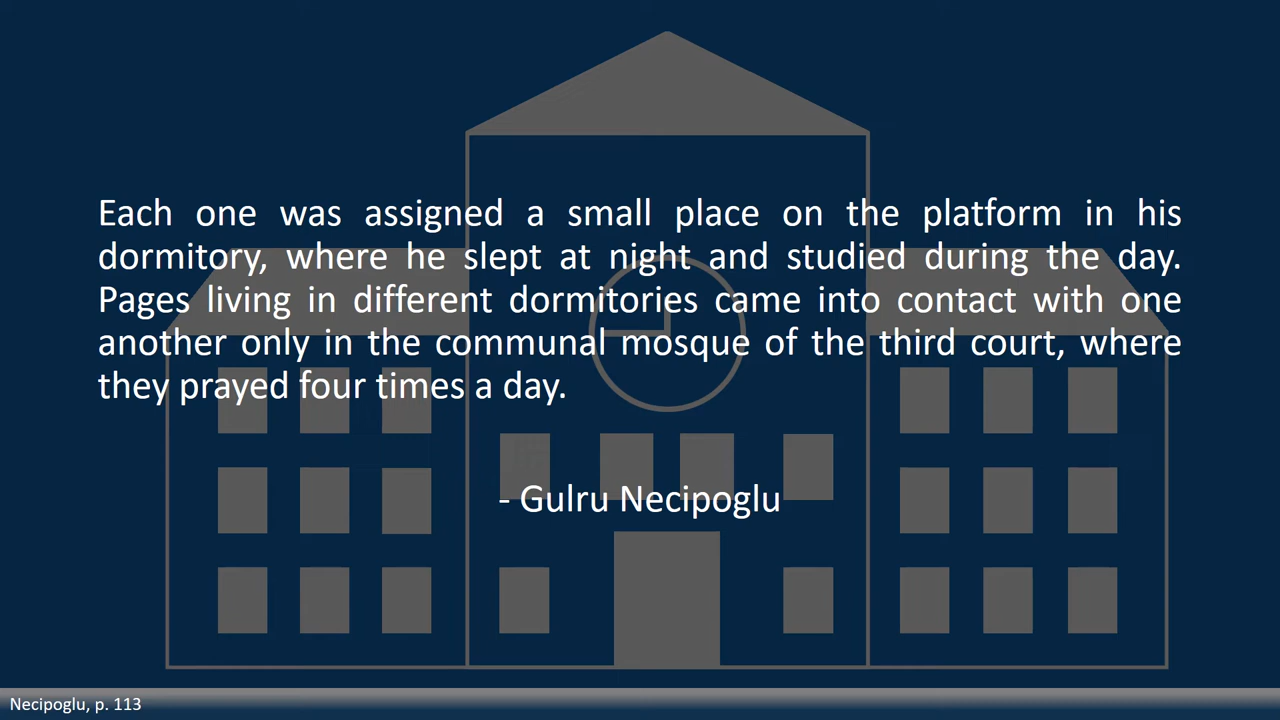 Each one was assigned a small place on the platform in his
dormitory, where he slept at night and studied during the day.
Pages living in different dormitories came into contact with one
another only in the communal mosque of the third court, where
they prayed four times a day.
- Gulru Necipoglu
Necipoglu, p. 113